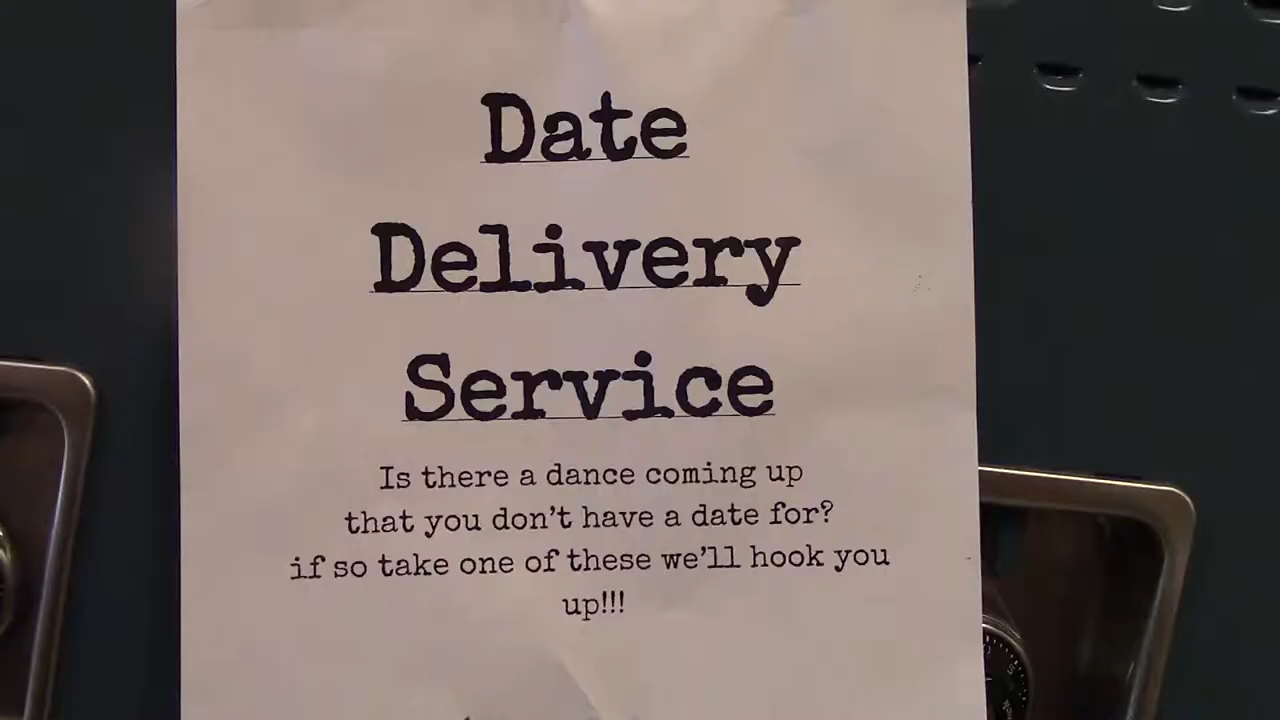 Date
Delivery
Service
Is there a dance coming up
that you don't have a date for?
if so take one of these we'll hook you
up!!!